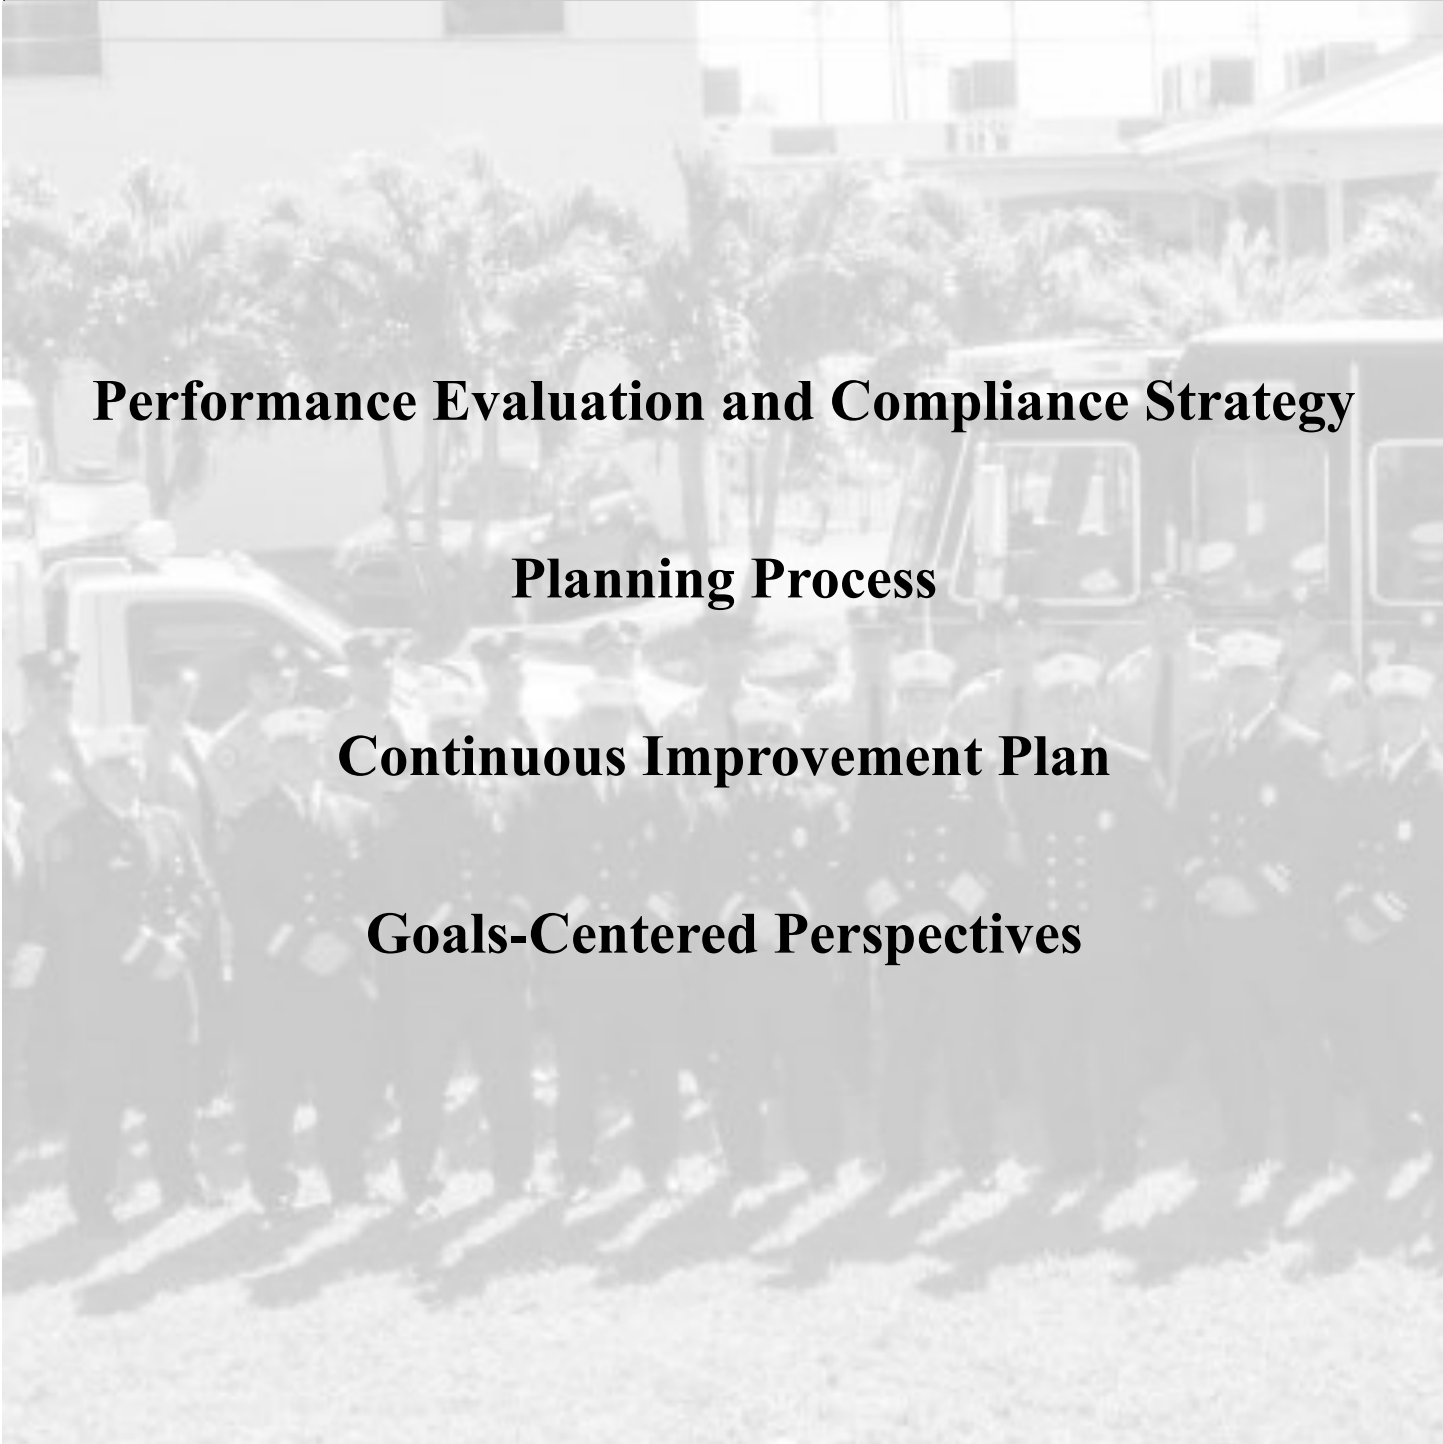 Performance Evaluation and Compliance Strategy
Planning Process
Continuous Improvement Plan
Goals-Centered Perspectives